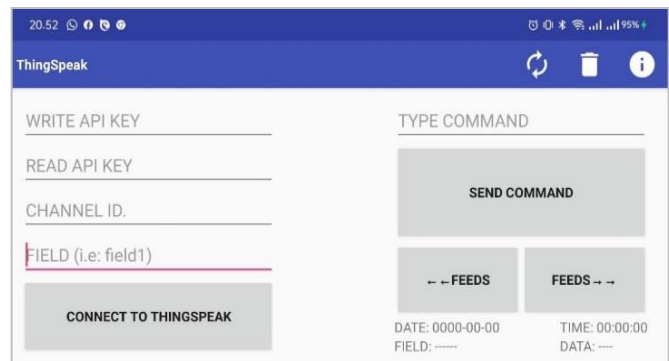 20.52
95%
ThingSpeak
WRITE API KEY
READ API KEY
CHANNEL ID.
FIELD (i.e: field1)
CONNECT TO THINGSPEAK
TYPE COMMAND
SEND COMMAND
←←FEEDS
FEEDS→→
DATE: 0000-00-00
TIME: 00:00:00
FIELD: ------
DATA: ----